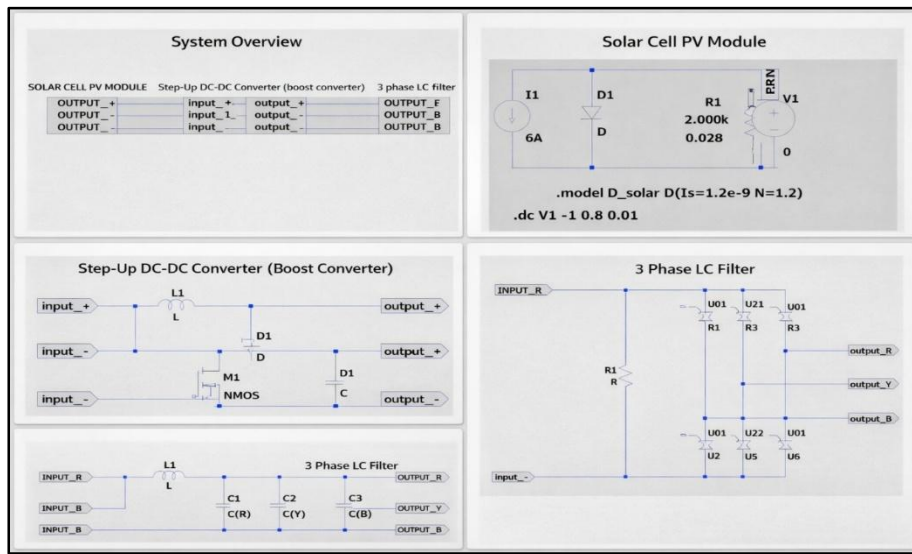 System Overview
SOLAR CELL PV MODULE Step-Up DC-DC Converter (boost converter) 3 phase LC filter
OUTPUT_+ input_+ output_+ OUTPUT_F
OUTPUT_- input_1_ output_- OUTPUT_B
OUTPUT_- input_- output_- OUTPUT_B
Solar Cell PV Module
I1
6A
D1
D
R1
2.000k
0.028
P.RN
V1
+
-
0
.model D_solar D(Is=1.2e-9 N=1.2)
.dc V1 -1 0.8 0.01
Step-Up DC-DC Converter (Boost Converter)
input_+
L1
L
output_+
input_-
D1
D
output_+
M1
NMOS
D1
C
input_-
output_-
3 Phase LC Filter
INPUT_R
L1
L
OUTPUT_R
INPUT_B
C1
C(R)
C2
C(Y)
C3
C(B)
OUTPUT_Y
INPUT_B
OUTPUT_B
3 Phase LC Filter
INPUT_R
U01
R1
U21
R3
U01
R3
output_R
R1
R
output_Y
output_B
U01
U2
U22
U5
U01
U6
input_-